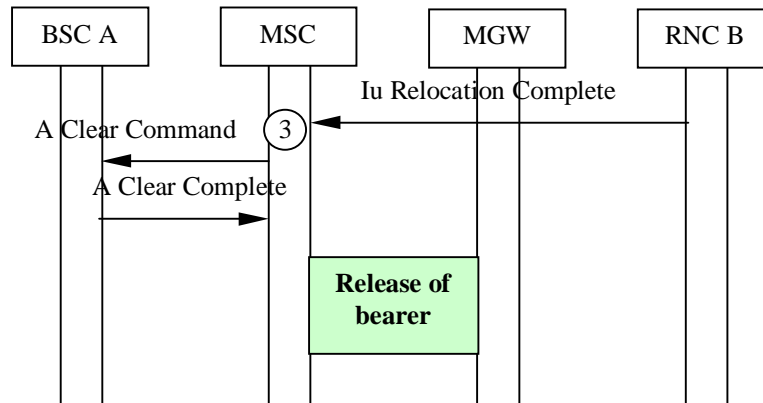 BSC A
MSC
MGW
RNC B
Iu Relocation Complete
A Clear Command
3
A Clear Complete
Release of
bearer